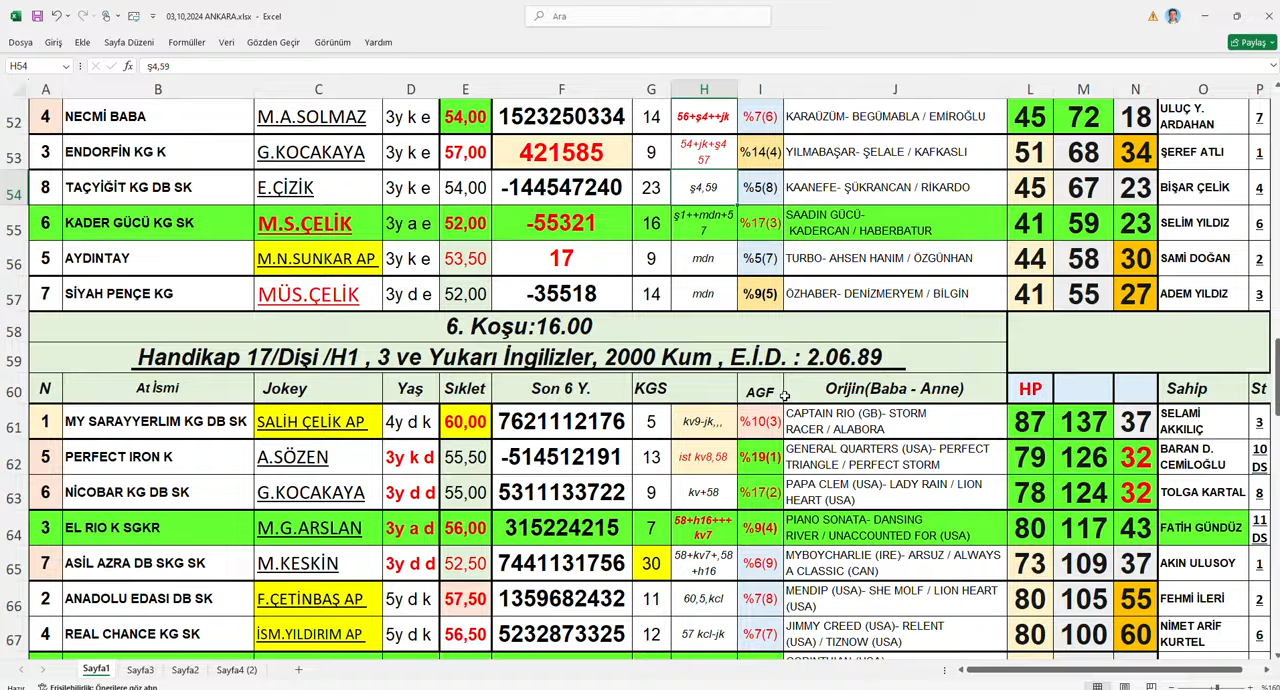 03,10,2024 ANKARA.xlsx - Excel
Ara
Dosya Giriş Ekle Sayfa Düzeni Formüller Veri Gözden Geçir Görünüm Yardım
Paylaş
H54 fx ş4,59
A B C D E F G H I J L M N O P
52 4 NECMİ BABA M.A.SOLMAZ 3y k e 54,00 1523250334 14 56+ş4++jk %7(6) KARAÜZÜM- BEGÜMABLA / EMİROĞLU 45 72 18 ULUÇ Y. ARDAHAN 7
53 3 ENDORFİN KG K G.KOCAKAYA 3y k e 57,00 421585 9 54+jk+ş4 57 %14(4) YILMABAŞAR- ŞELALE / KAFKASLI 51 68 34 ŞEREF ATLI 1
54 8 TAÇYİĞİT KG DB SK E.ÇİZİK 3y k e 54,00 -144547240 23 ş4,59 %5(8) KAANEFE- ŞÜKRANCAN / RİKARDO 45 67 23 BİŞAR ÇELİK 4
55 6 KADER GÜCÜ KG SK M.S.ÇELİK 3y a e 52,00 -55321 16 ş1++mdn+5 7 %17(3) SAADIN GÜCÜ- KADERCAN / HABERBATUR 41 59 23 SELİM YILDIZ 6
56 5 AYDINTAY M.N.SUNKAR AP 3y k e 53,50 17 9 mdn %5(7) TURBO- AHSEN HANIM / ÖZGÜNHAN 44 58 30 SAMİ DOĞAN 2
57 7 SİYAH PENÇE KG MÜS.ÇELİK 3y d e 52,00 -35518 14 mdn %9(5) ÖZHABER- DENİZMERYEM / BİLGİN 41 55 27 ADEM YILDIZ 3
58 6. Koşu:16.00
59 Handikap 17/Dişi /H1 , 3 ve Yukarı İngilizler, 2000 Kum , E.İ.D. : 2.06.89
60 N At İsmi Jokey Yaş Sıklet Son 6 Y. KGS AGF Orijin(Baba - Anne) HP Sahip St
61 1 MY SARAYYERLIM KG DB SK SALİH ÇELİK AP 4y d k 60,00 7621112176 5 kv9-jk,,, %10(3) CAPTAIN RIO (GB)- STORM RACER / ALABORA 87 137 37 SELAMİ AKKILIÇ 3
62 5 PERFECT IRON K A.SÖZEN 3y k d 55,50 -514512191 13 ist kv8,58 %19(1) GENERAL QUARTERS (USA)- PERFECT TRIANGLE / PERFECT STORM 79 126 32 BARAN D. CEMİLOĞLU 10 DS
63 6 NİCOBAR KG DB SK G.KOCAKAYA 3y d d 55,00 5311133722 9 kv+58 %17(2) PAPA CLEM (USA)- LADY RAIN / LION HEART (USA) 78 124 32 TOLGA KARTAL 8
64 3 EL RIO K SGKR M.G.ARSLAN 3y a d 56,00 315224215 7 58+h16+++ kv7 %9(4) PIANO SONATA- DANSING RIVER / UNACCOUNTED FOR (USA) 80 117 43 FATİH GÜNDÜZ 11 DS
65 7 ASİL AZRA DB SKG SK M.KESKİN 3y d d 52,50 7441131756 30 58+kv7+,58 +h16 %6(9) MYBOYCHARLIE (IRE)- ARSUZ / ALWAYS A CLASSIC (CAN) 73 109 37 AKIN ULUSOY 1
66 2 ANADOLU EDASI DB SK F.ÇETİNBAŞ AP 5y d k 57,50 1359682432 11 60,5,kcl %7(8) MENDIP (USA)- SHE MOLF / LION HEART (USA) 80 105 55 FEHMİ İLERİ 2
67 4 REAL CHANCE KG SK İSM.YILDIRIM AP 5y d k 56,50 5232873325 12 57 kcl-jk %7(7) JIMMY CREED (USA)- RELENT (USA) / TIZNOW (USA) 80 100 60 NİMET ARİF KURTEL 6
Sayfa1 Sayfa3 Sayfa2 Sayfa4 (2)
Hazır Erişilebilirlik: Önerilere göz atın %160